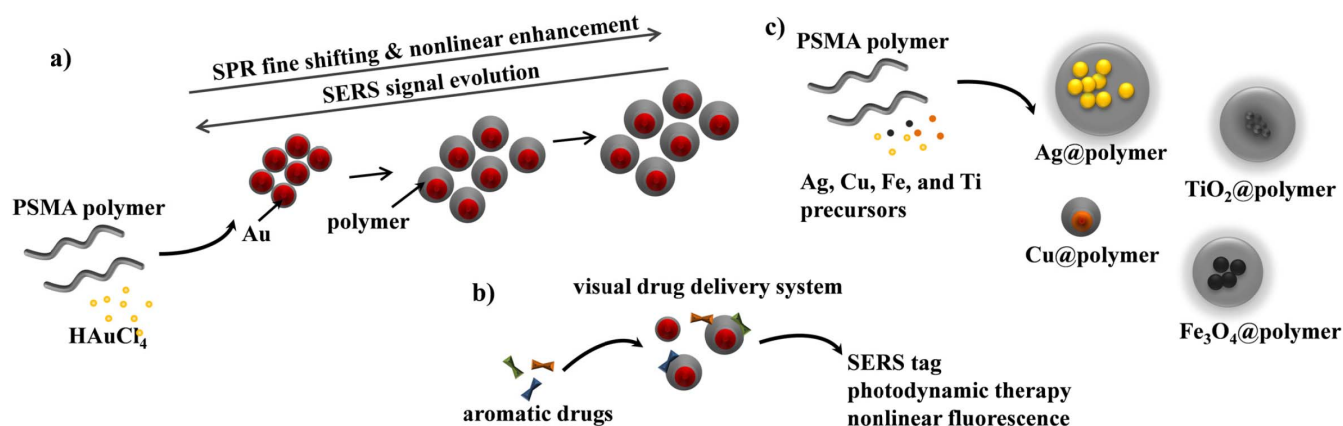 a)
SPR fine shifting & nonlinear enhancement
SERS signal evolution
PSMA polymer
HAuCl₄
Au
polymer
b)
visual drug delivery system
aromatic drugs
SERS tag
photodynamic therapy
nonlinear fluorescence
c)
PSMA polymer
Ag, Cu, Fe, and Ti
precursors
Ag@polymer
TiO₂@polymer
Cu@polymer
Fe₃O₄@polymer